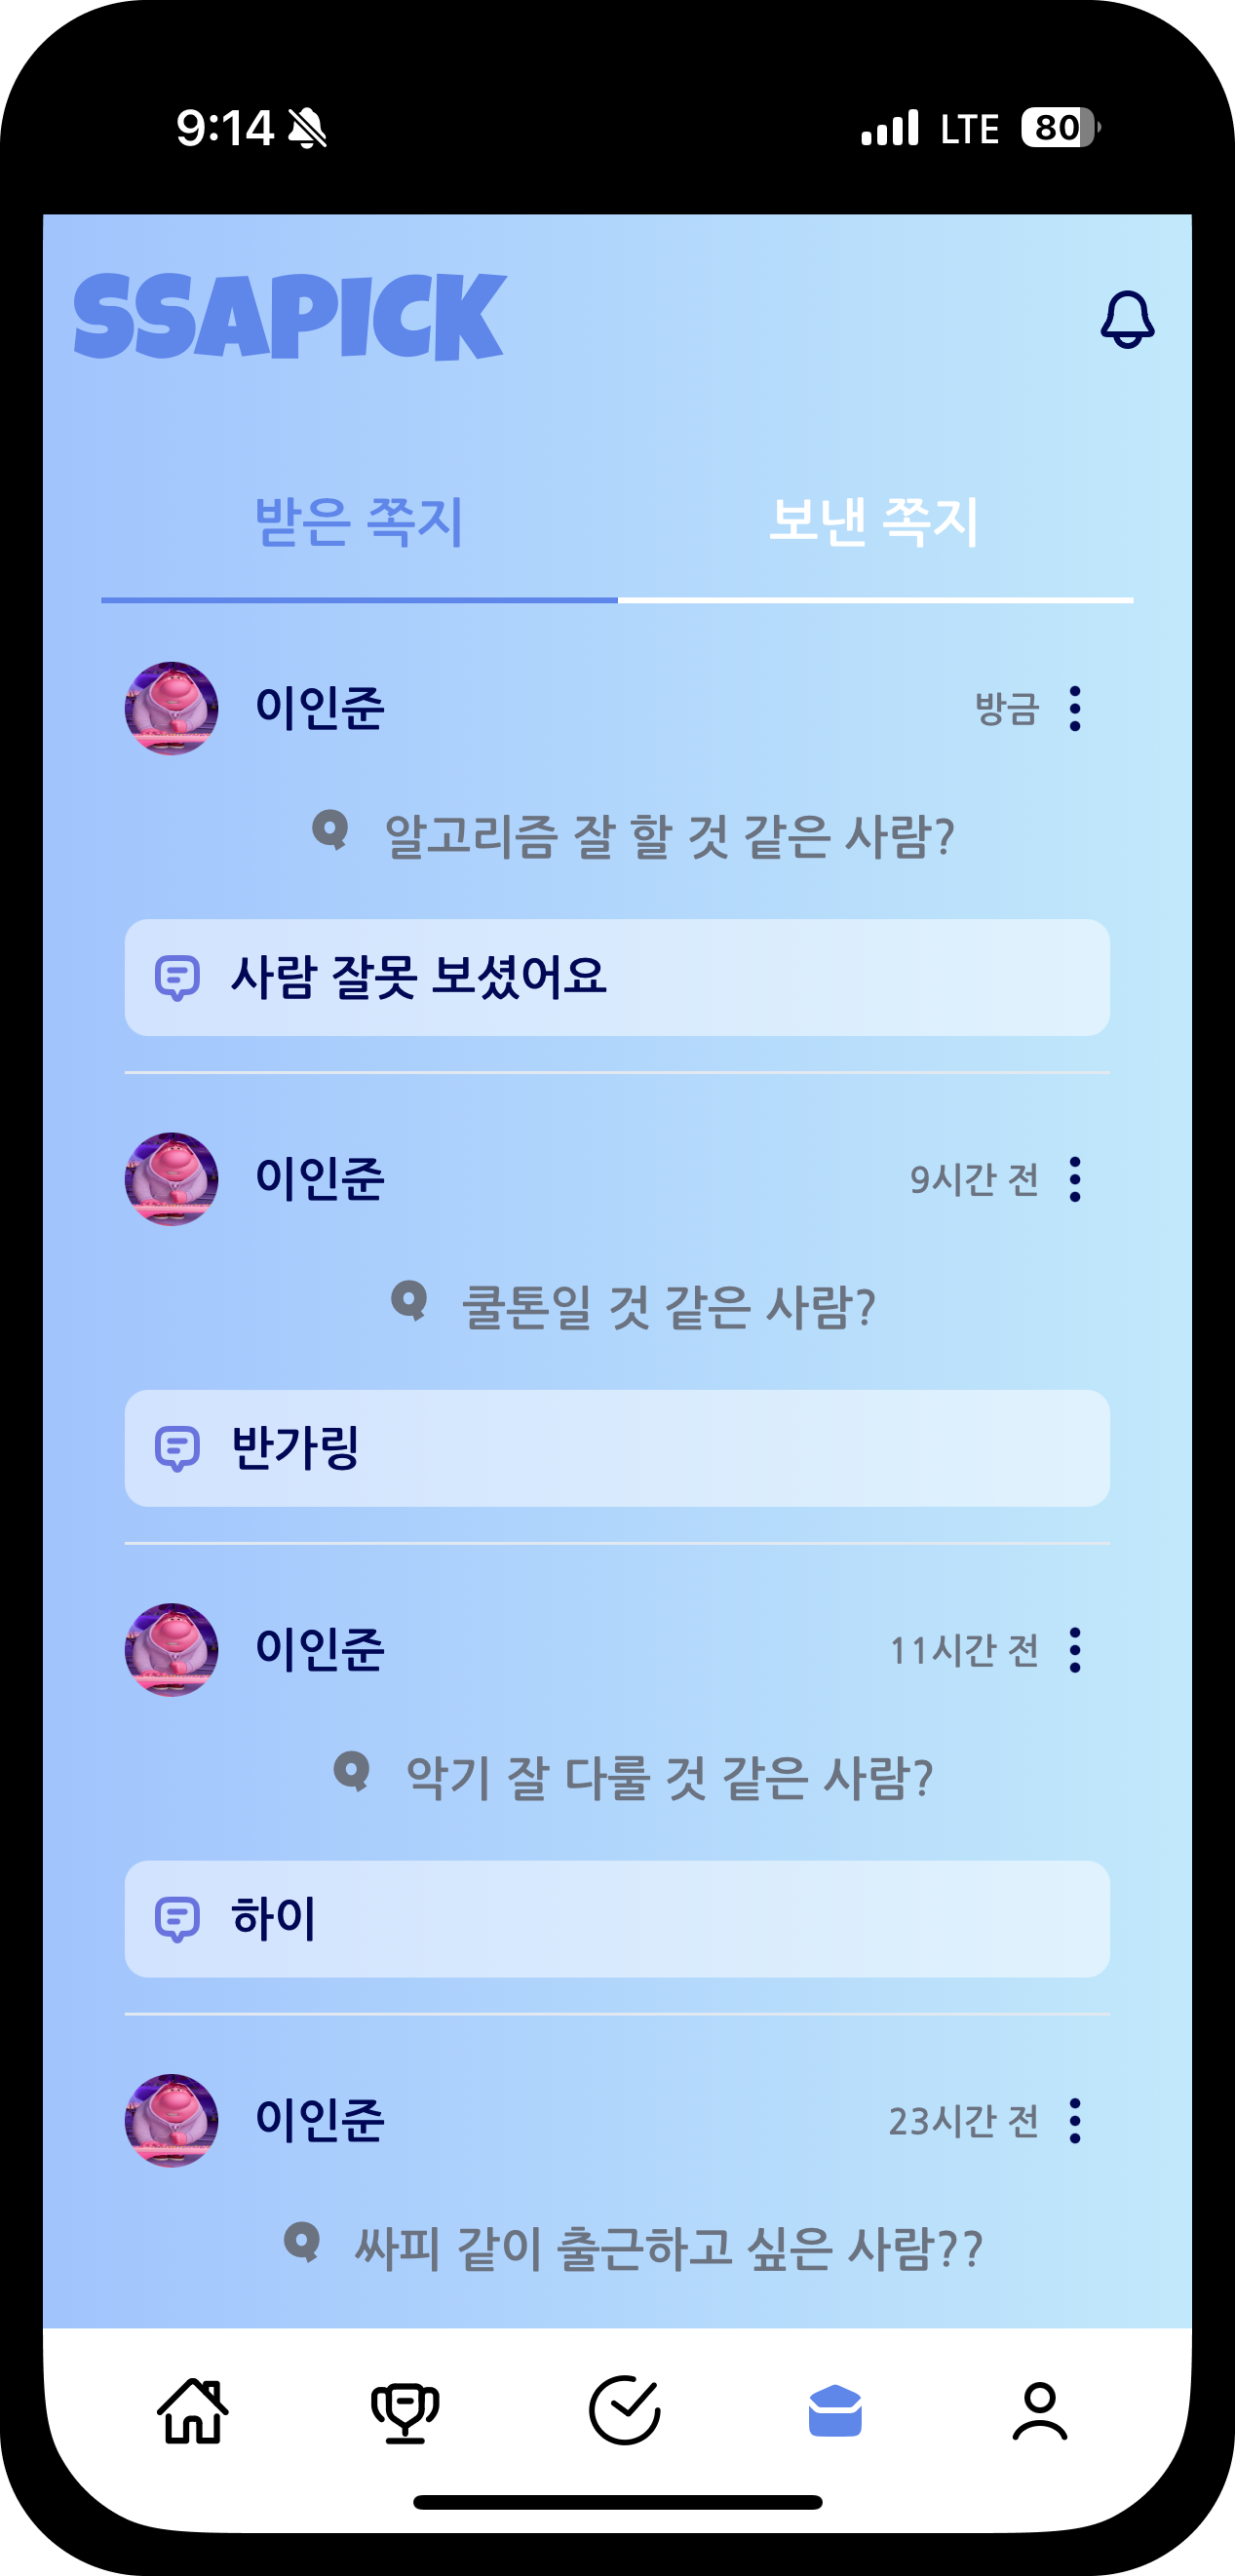 9:14
LTE 80
SSAPICK
받은 쪽지 보낸 쪽지
이인준 방금
Q 알고리즘 잘 할 것 같은 사람?
사람 잘못 보셨어요
이인준 9시간 전
Q 쿨톤일 것 같은 사람?
반가링
이인준 11시간 전
Q 악기 잘 다룰 것 같은 사람?
하이
이인준 23시간 전
Q 싸피 같이 출근하고 싶은 사람??